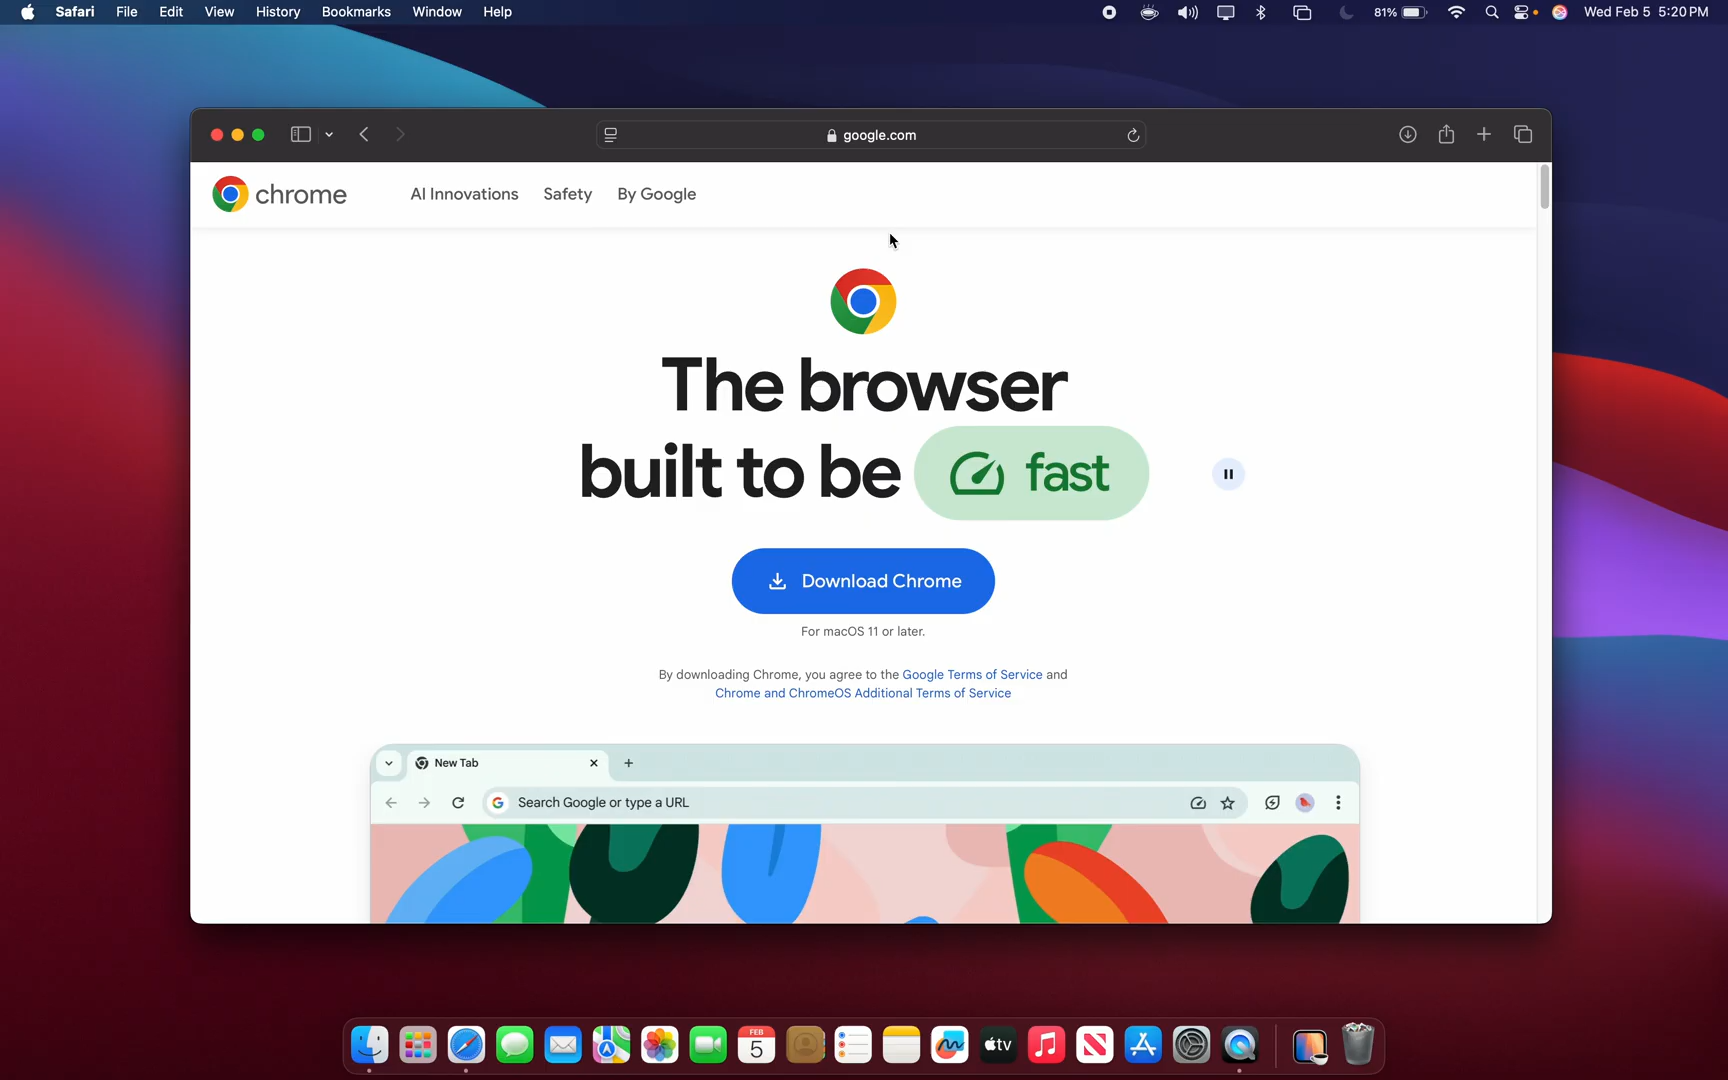 Safari File Edit View History Bookmarks Window Help 81% Wed Feb 5 5:20 PM
google.com
chrome AI Innovations Safety By Google
The browser
built to be fast
Download Chrome
For macOS 11 or later.
By downloading Chrome, you agree to the Google Terms of Service and
Chrome and ChromeOS Additional Terms of Service
New Tab
Search Google or type a URL
FEB
5
tv